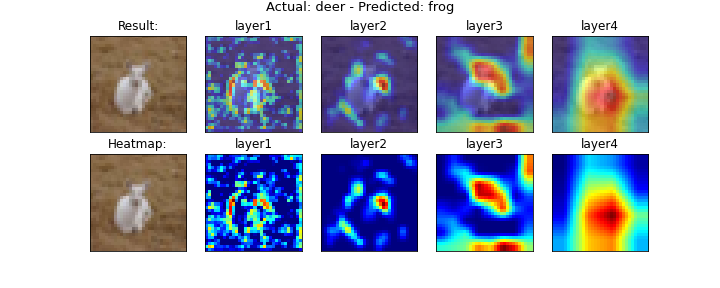 Actual: deer - Predicted: frog
Result: layer1 layer2 layer3 layer4
Heatmap: layer1 layer2 layer3 layer4